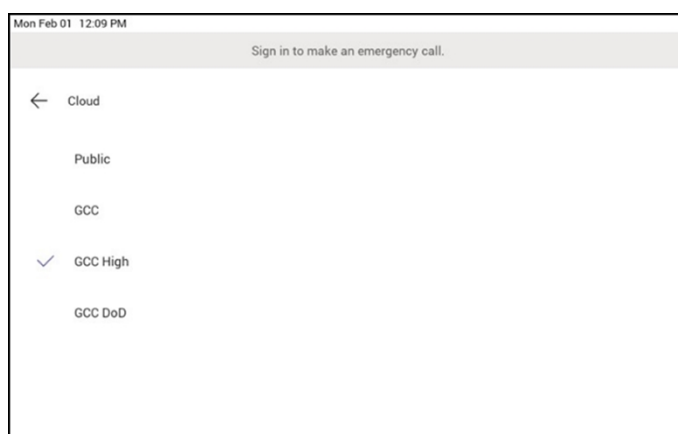 Mon Feb 01 12:09 PM
Sign in to make an emergency call.
Cloud
Public
GCC
GCC High
GCC DoD